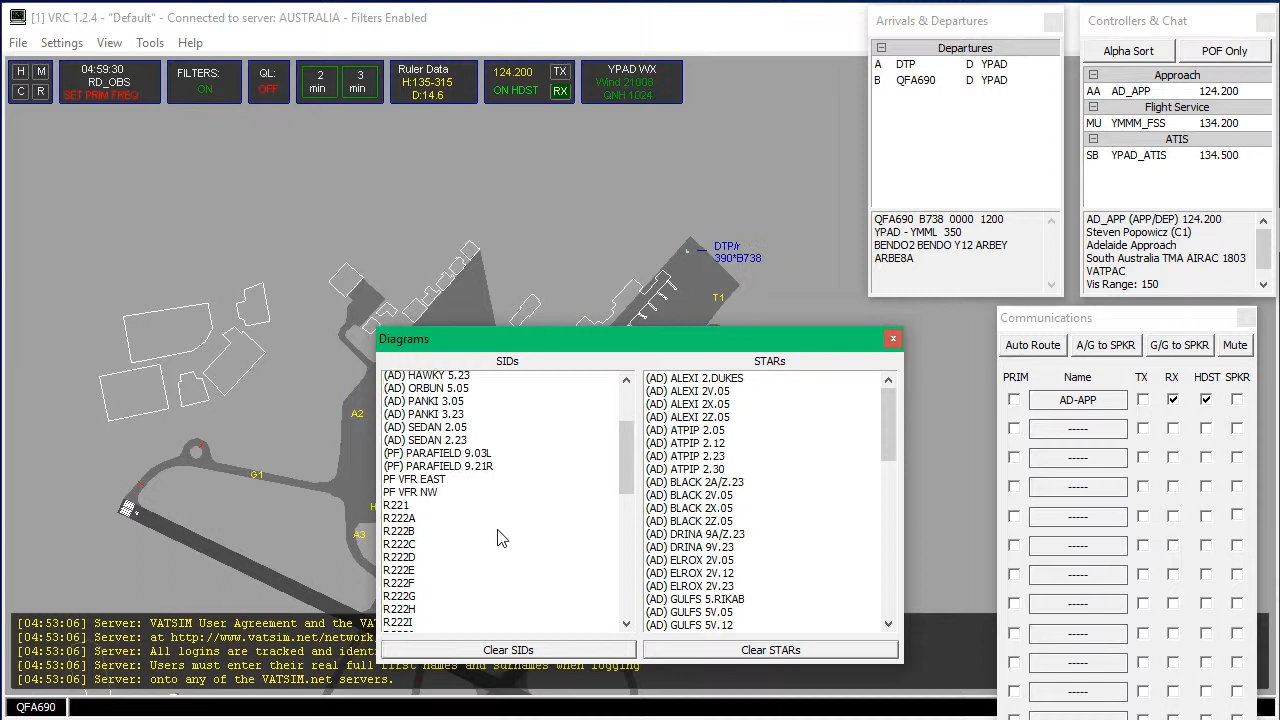 [1] VRC 1.2.4 - "Default" - Connected to server: AUSTRALIA - Filters Enabled
File Settings View Tools Help
H M
C R
04:59:30
RD_OBS
SET PRIM FREQ
FILTERS:
ON
QL:
OFF
2
min
3
min
Ruler Data
H:135-315
D:14.6
124.200 TX
ON HDST RX
YPAD WX
Wind 21008
QNH 1024
Arrivals & Departures
Departures
A DTP D YPAD
B QFA690 D YPAD
QFA690 B738 0000 1200
YPAD - YMML 350
BENDO2 BENDO Y12 ARBEY
ARBE8A
Controllers & Chat
Alpha Sort POF Only
Approach
AA AD_APP 124.200
Flight Service
MU YMMM_FSS 134.200
ATIS
SB YPAD_ATIS 134.500
AD_APP (APP/DEP) 124.200
Steven Popowicz (C1)
Adelaide Approach
South Australia TMA AIRAC 1803
VATPAC
Vis Range: 150
DTP/r
390*B738
T1
A2
G1
H
A3
Diagrams
x
SIDs
(AD) HAWKY 5.23
(AD) ORBUN 5.05
(AD) PANKI 3.05
(AD) PANKI 3.23
(AD) SEDAN 2.05
(AD) SEDAN 2.23
(PF) PARAFIELD 9.03L
(PF) PARAFIELD 9.21R
PF VFR EAST
PF VFR NW
R221
R222A
R222B
R222C
R222D
R222E
R222F
R222G
R222H
R222I
Clear SIDs
STARs
(AD) ALEXI 2.DUKES
(AD) ALEXI 2V.05
(AD) ALEXI 2X.05
(AD) ALEXI 2Z.05
(AD) ATPIP 2.05
(AD) ATPIP 2.12
(AD) ATPIP 2.23
(AD) ATPIP 2.30
(AD) BLACK 2A/Z.23
(AD) BLACK 2V.05
(AD) BLACK 2X.05
(AD) BLACK 2Z.05
(AD) DRINA 9A/Z.23
(AD) DRINA 9V.23
(AD) ELROX 2V.05
(AD) ELROX 2V.12
(AD) ELROX 2V.23
(AD) GULFS 5.RIKAB
(AD) GULFS 5V.05
(AD) GULFS 5V.12
Clear STARs
Communications
Auto Route A/G to SPKR G/G to SPKR Mute
PRIM Name TX RX HDST SPKR
AD-APP
-----
-----
-----
-----
-----
-----
-----
-----
-----
-----
[04:53:06] Server: VATSIM User Agreement and the
[04:53:06] Server: at http://www.vatsim.net/network
[04:53:06] Server: All logins are tracked and ident
[04:53:06] Server: Users must enter their real full first names and surnames when logging
[04:53:06] Server: onto any of the VATSIM.net servers.
QFA690